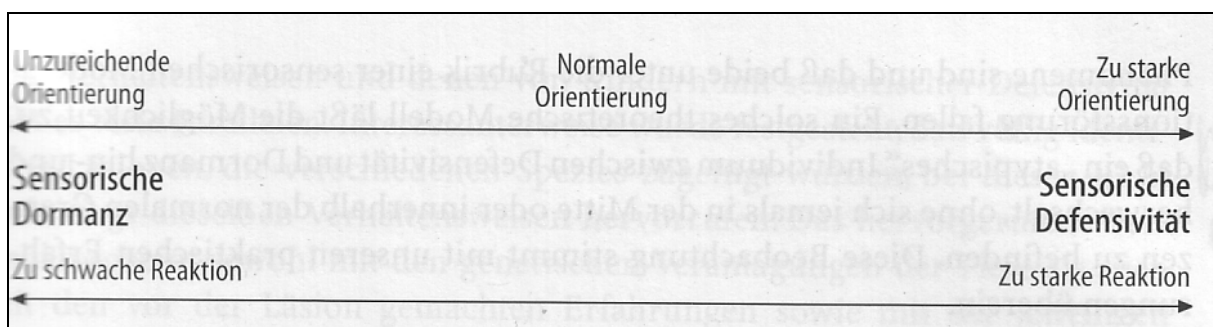 Unzureichende Orientierung
Normale Orientierung
Zu starke Orientierung
Sensorische Dormanz
Sensorische Defensivität
Zu schwache Reaktion
Zu starke Reaktion